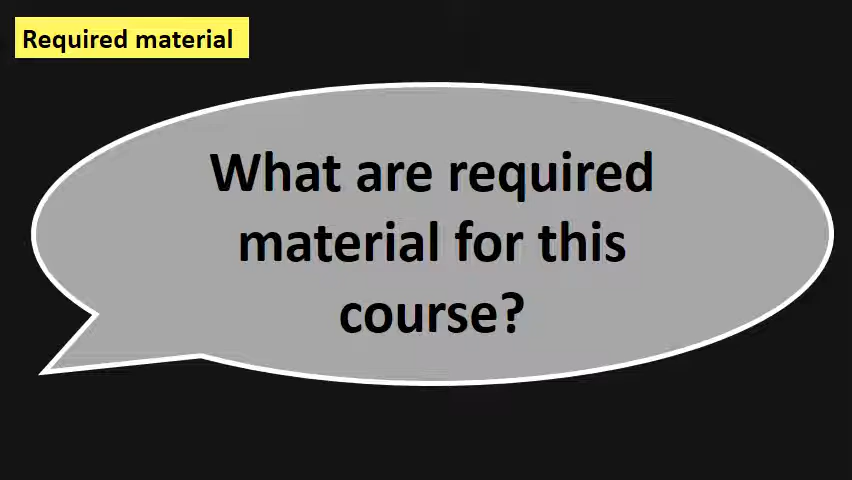 Required material
What are required
material for this
course?